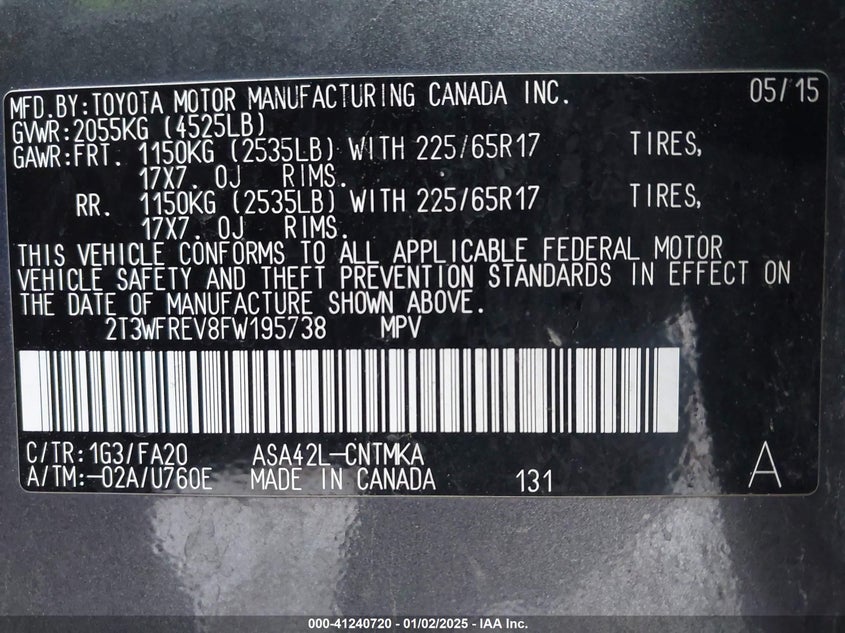 MFD.BY:TOYOTA MOTOR MANUFACTURING CANADA INC. 05/15
GVWR:2055KG (4525LB)
GAWR:FRT. 1150KG (2535LB) WITH 225/65R17 TIRES,
17X7. 0J RIMS.
RR. 1150KG (2535LB) WITH 225/65R17 TIRES,
17X7. 0J RIMS.
THIS VEHICLE CONFORMS TO ALL APPLICABLE FEDERAL MOTOR
VEHICLE SAFETY AND THEFT PREVENTION STANDARDS IN EFFECT ON
THE DATE OF MANUFACTURE SHOWN ABOVE.
2T3WFREV8FW195738 MPV
C/TR:1G3/FA20 ASA42L-CNTMKA
A/TM:-02A/U760E MADE IN CANADA 131 A
000-41240720 - 01/02/2025 - IAA Inc.